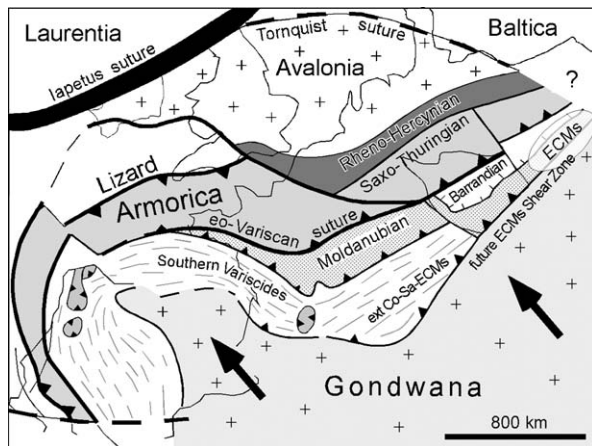 Laurentia
Tornquist suture
Baltica
Iapetus suture
Avalonia
?
Rheno-Hercynian
Lizard
Saxo-Thuringian
ECMs
Armorica
Barrandian
eo-Variscan suture
Moldanubian
future ECMs Shear Zone
Southern Variscides
ext Co-Sa-ECMs
Gondwana
800 km